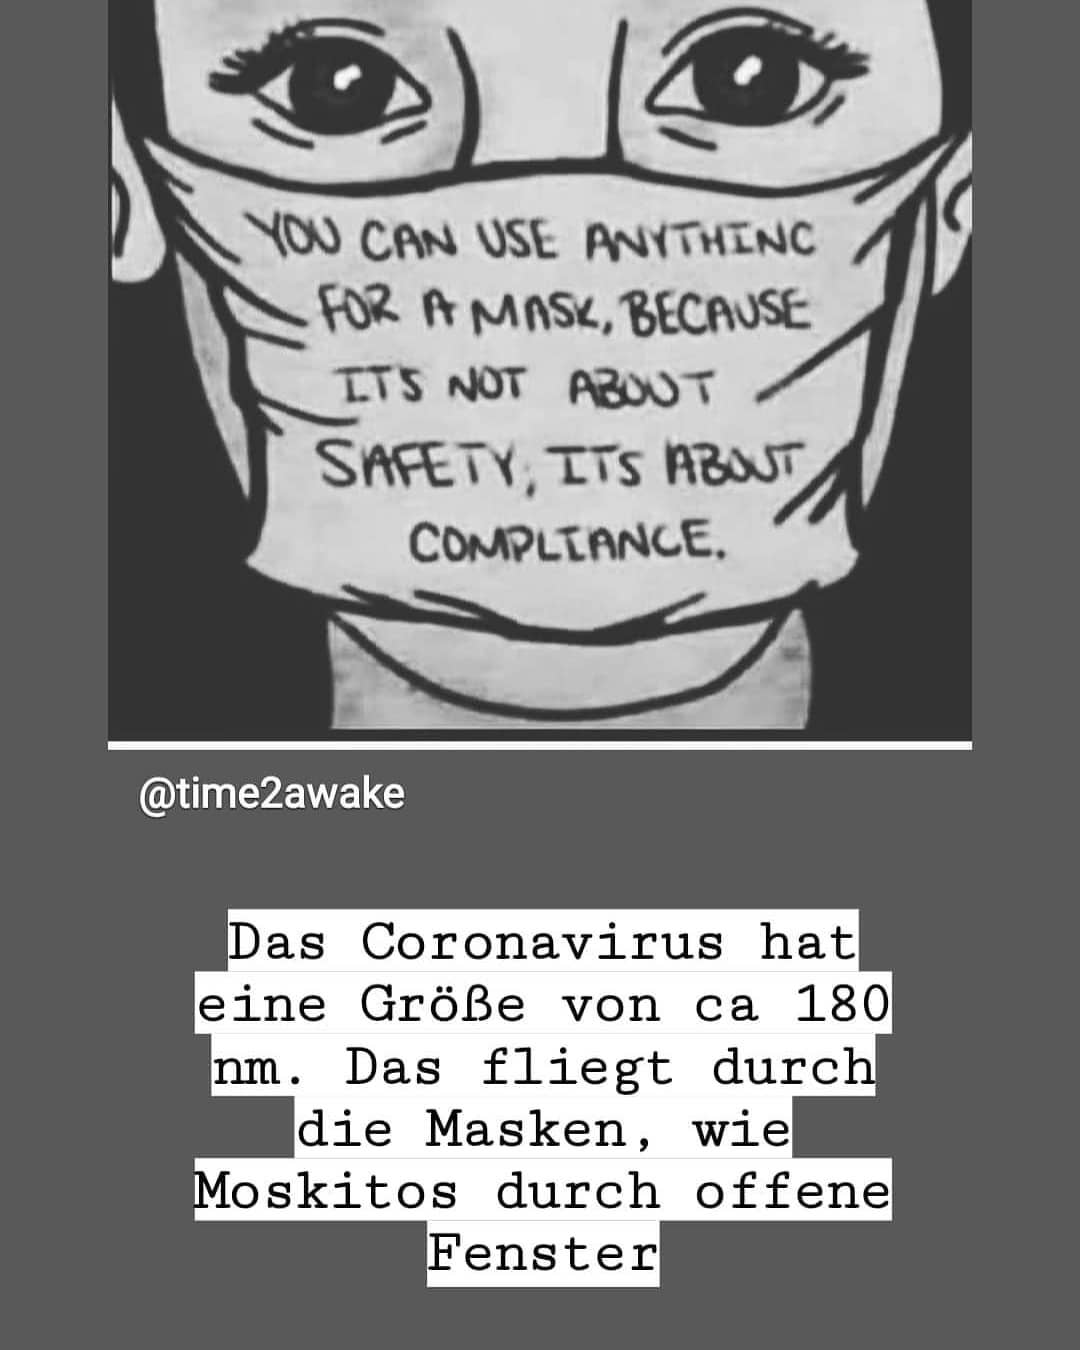 YOU CAN USE ANYTHING
FOR A MASK, BECAUSE
ITS NOT ABOUT
SAFETY, ITS ABOUT
COMPLIANCE.
@time2awake
Das Coronavirus hat
eine Größe von ca 180
nm. Das fliegt durch
die Masken, wie
Moskitos durch offene
Fenster